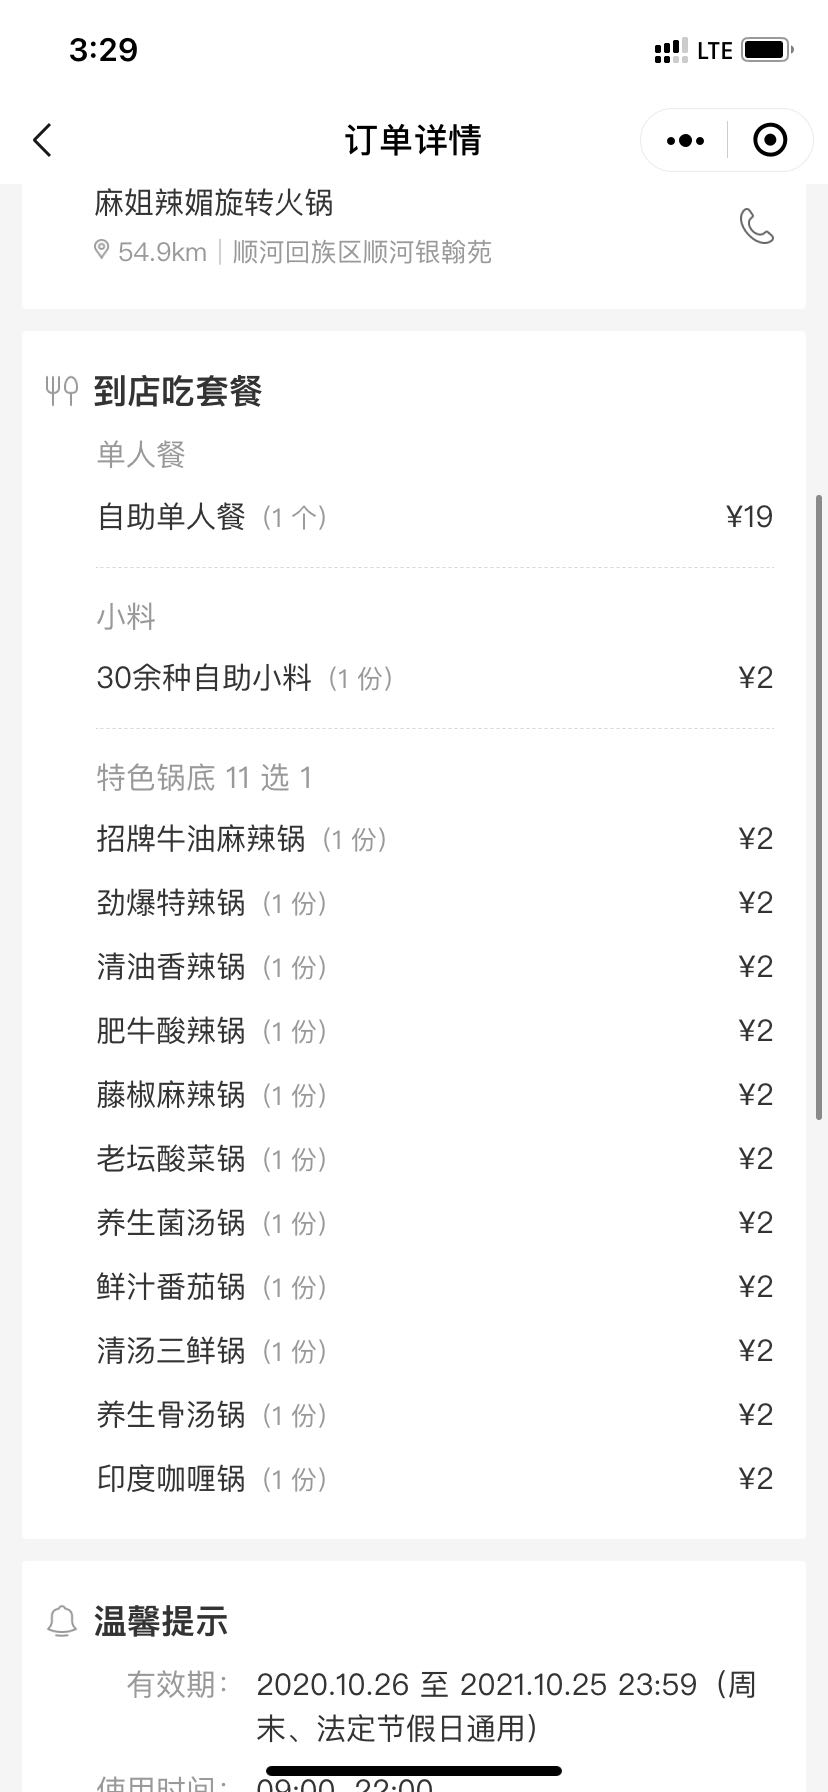 3:29
LTE
订单详情
麻姐辣媚旋转火锅
54.9km 顺河回族区顺河银翰苑
到店吃套餐
单人餐
自助单人餐（1 个） ¥19
小料
30余种自助小料（1 份） ¥2
特色锅底 11 选 1
招牌牛油麻辣锅（1 份） ¥2
劲爆特辣锅（1 份） ¥2
清油香辣锅（1 份） ¥2
肥牛酸辣锅（1 份） ¥2
藤椒麻辣锅（1 份） ¥2
老坛酸菜锅（1 份） ¥2
养生菌汤锅（1 份） ¥2
鲜汁番茄锅（1 份） ¥2
清汤三鲜锅（1 份） ¥2
养生骨汤锅（1 份） ¥2
印度咖喱锅（1 份） ¥2
温馨提示
有效期： 2020.10.26 至 2021.10.25 23:59（周
末、法定节假日通用）
使用时间： 09:00-22:00